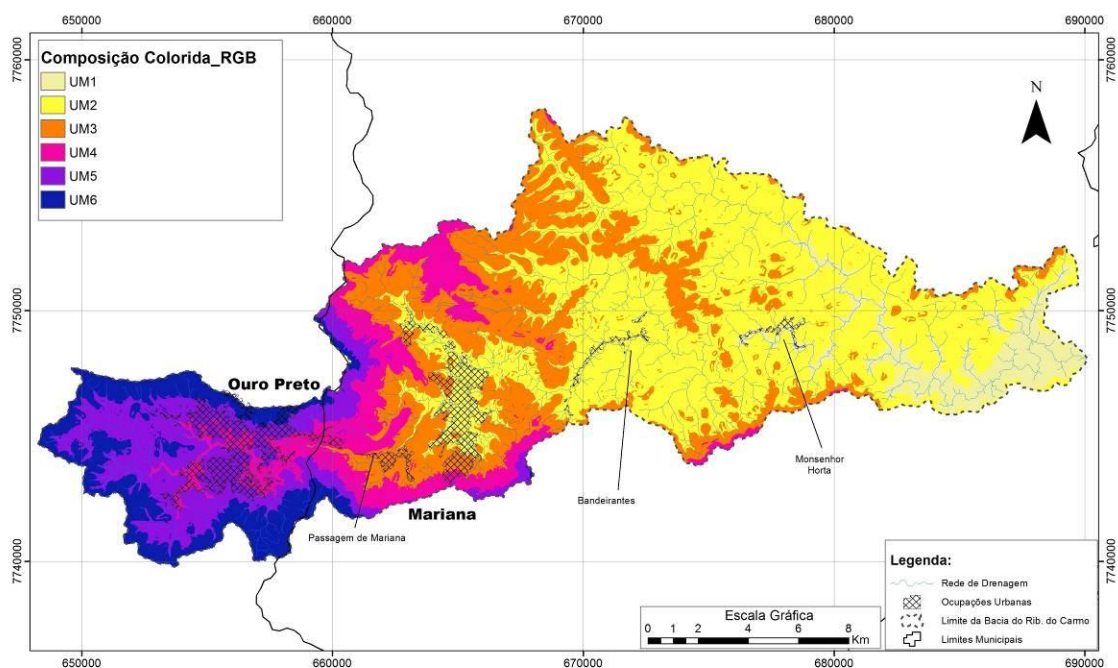 650000 660000 670000 680000 690000
7760000 7760000
Composição Colorida_RGB
UM1
UM2
UM3
UM4
UM5
UM6
N
7750000 7750000
Ouro Preto
Monsenhor
Horta
Bandeirantes
Mariana
Passagem de Mariana
7740000 7740000
Legenda:
Rede de Drenagem
Ocupações Urbanas
Limite da Bacia do Rib. do Carmo
Limites Municipais
Escala Gráfica
0 1 2 4 6 8
Km
650000 660000 670000 680000 690000